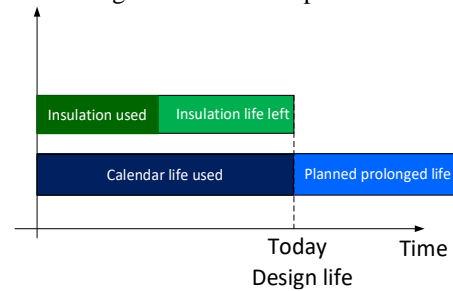 Insulation used
Insulation life left
Calendar life used
Planned prolonged life
Today
Time
Design life